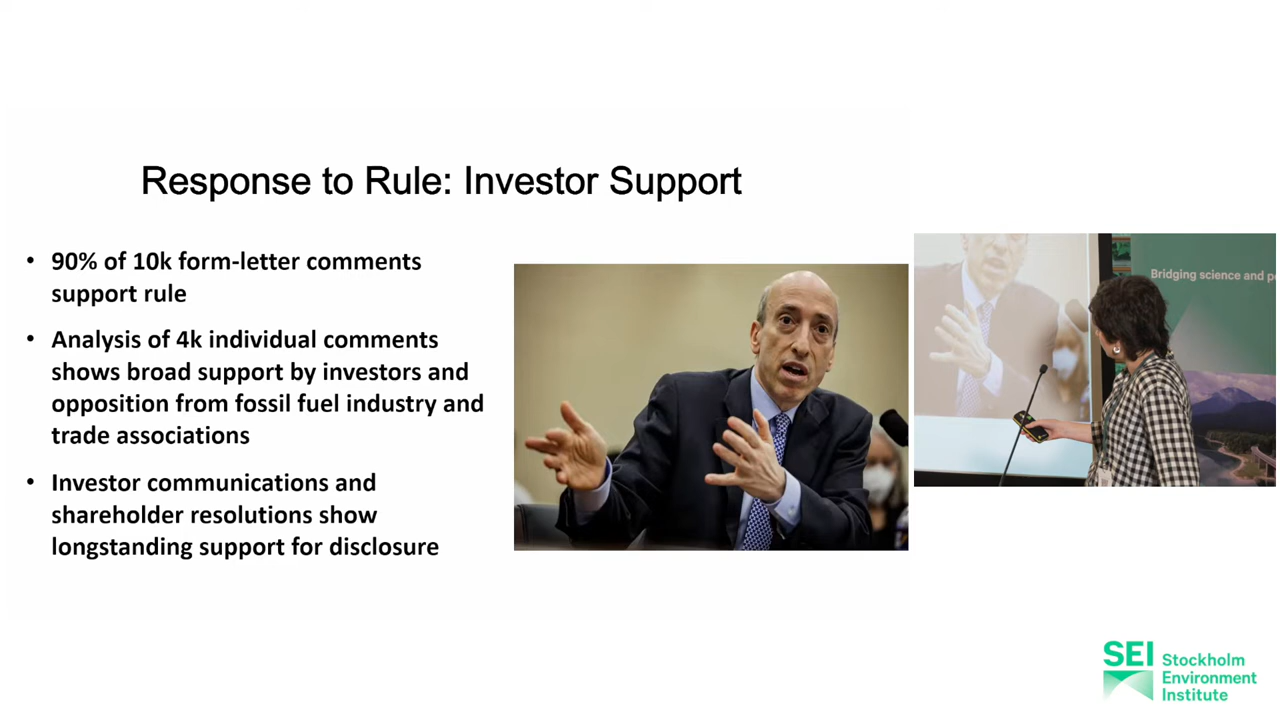 Response to Rule: Investor Support
• 90% of 10k form-letter comments
support rule
• Analysis of 4k individual comments
shows broad support by investors and
opposition from fossil fuel industry and
trade associations
• Investor communications and
shareholder resolutions show
longstanding support for disclosure
Bridging science and
SEI Stockholm
Environment
Institute